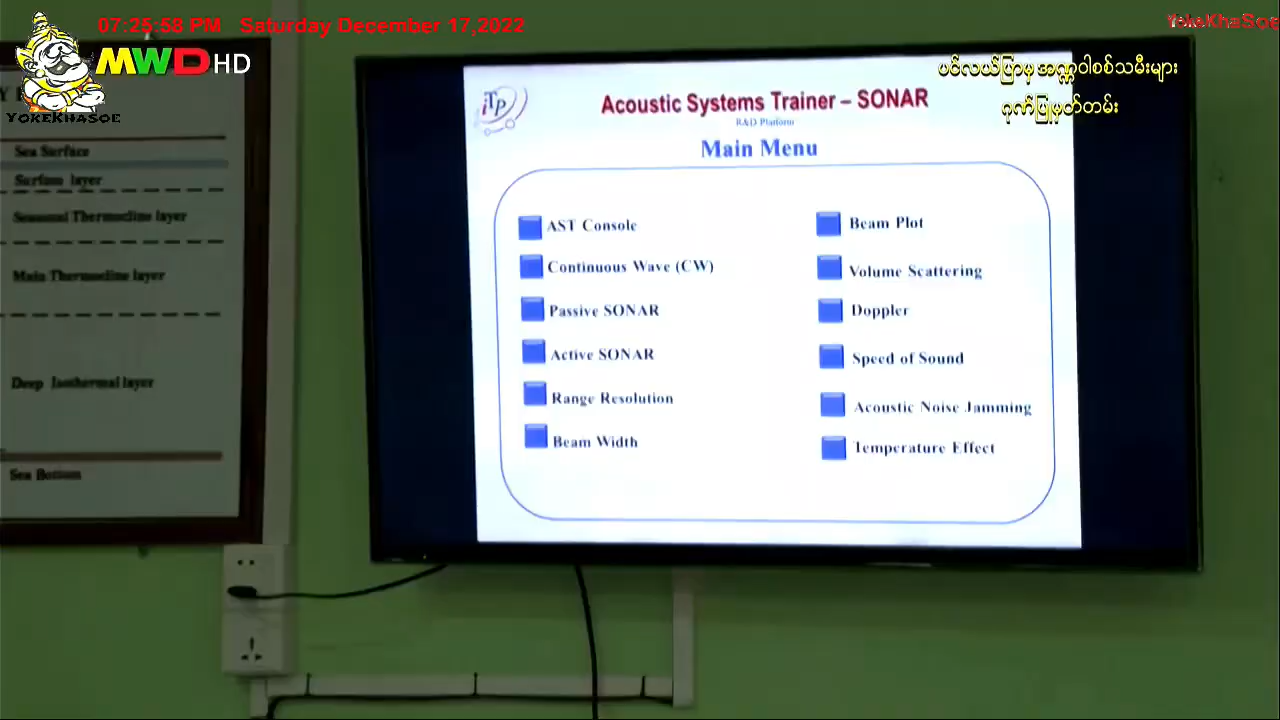 07:25:58 PM Saturday December 17,2022
YokeKhaSoe
MWD HD
YOKEKHASOE
ပင်လယ်ပြာမှ အဏ္ဏဝါစစ်သမီးများ
ဂုဏ်ပြုမှတ်တမ်း
Sea Surface
Surface layer
Seasonal Thermocline layer
Main Thermocline layer
Deep Isothermal layer
Sea Bottom
iTP
Acoustic Systems Trainer – SONAR
R&D Platform
Main Menu
AST Console
Continuous Wave (CW)
Passive SONAR
Active SONAR
Range Resolution
Beam Width
Beam Plot
Volume Scattering
Doppler
Speed of Sound
Acoustic Noise Jamming
Temperature Effect